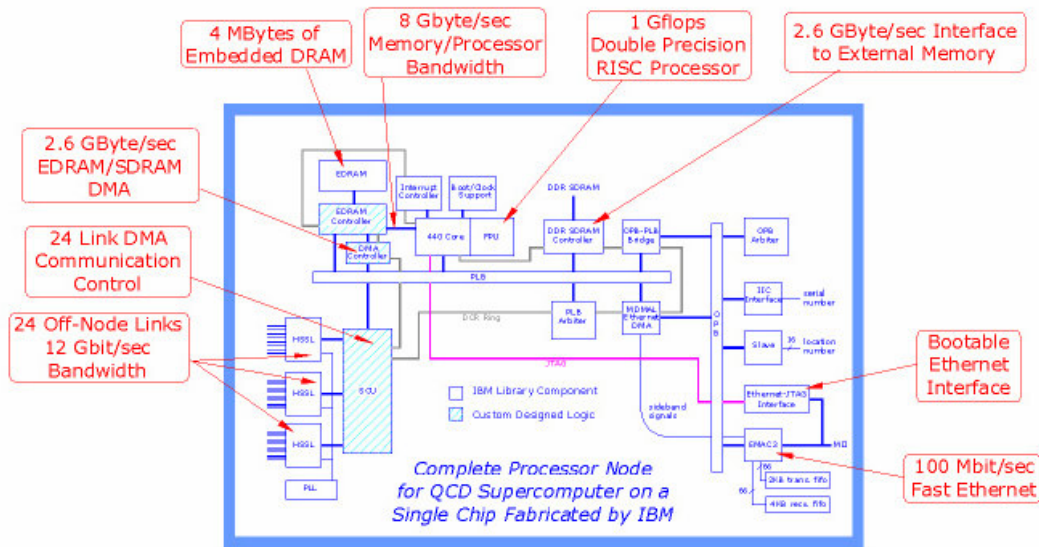 4 MBytes of
Embedded DRAM
8 Gbyte/sec
Memory/Processor
Bandwidth
1 Gflops
Double Precision
RISC Processor
2.6 GByte/sec Interface
to External Memory
2.6 GByte/sec
EDRAM/SDRAM
DMA
24 Link DMA
Communication
Control
24 Off-Node Links
12 Gbit/sec
Bandwidth
Bootable
Ethernet
Interface
100 Mbit/sec
Fast Ethernet
EDRAM
EDRAM
Controller
DMA
Controller
Interrupt
Controller
Boot/Clock
Support
440 Core
FPU
DDR SDRAM
DDR SDRAM
Controller
OPB-PLB
Bridge
OPB
Arbiter
PLB
PLB
Arbiter
MDMAL
Ethernet
DMA
OPB
IIC
Interface
serial
number
Slave
16
location
number
DCR Ring
JTAG
Ethernet-JTAG
Interface
sideband
signals
EMAC3
MII
66
2KB trans. fifo
66
4KB recv. fifo
HSSL
HSSL
HSSL
SCU
PLL
IBM Library
Component
Custom Designed Logic
Complete Processor Node
for QCD Supercomputer on a
Single Chip Fabricated by IBM